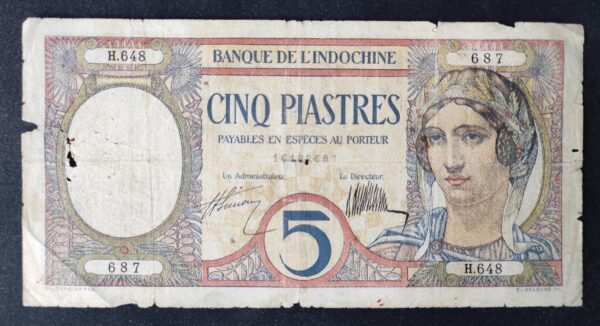 H.648
BANQUE DE L'INDOCHINE
687
CINQ PIASTRES
PAYABLES EN ESPÈCES AU PORTEUR
Un Administrateur.
Le Directeur.
5
687
H.648